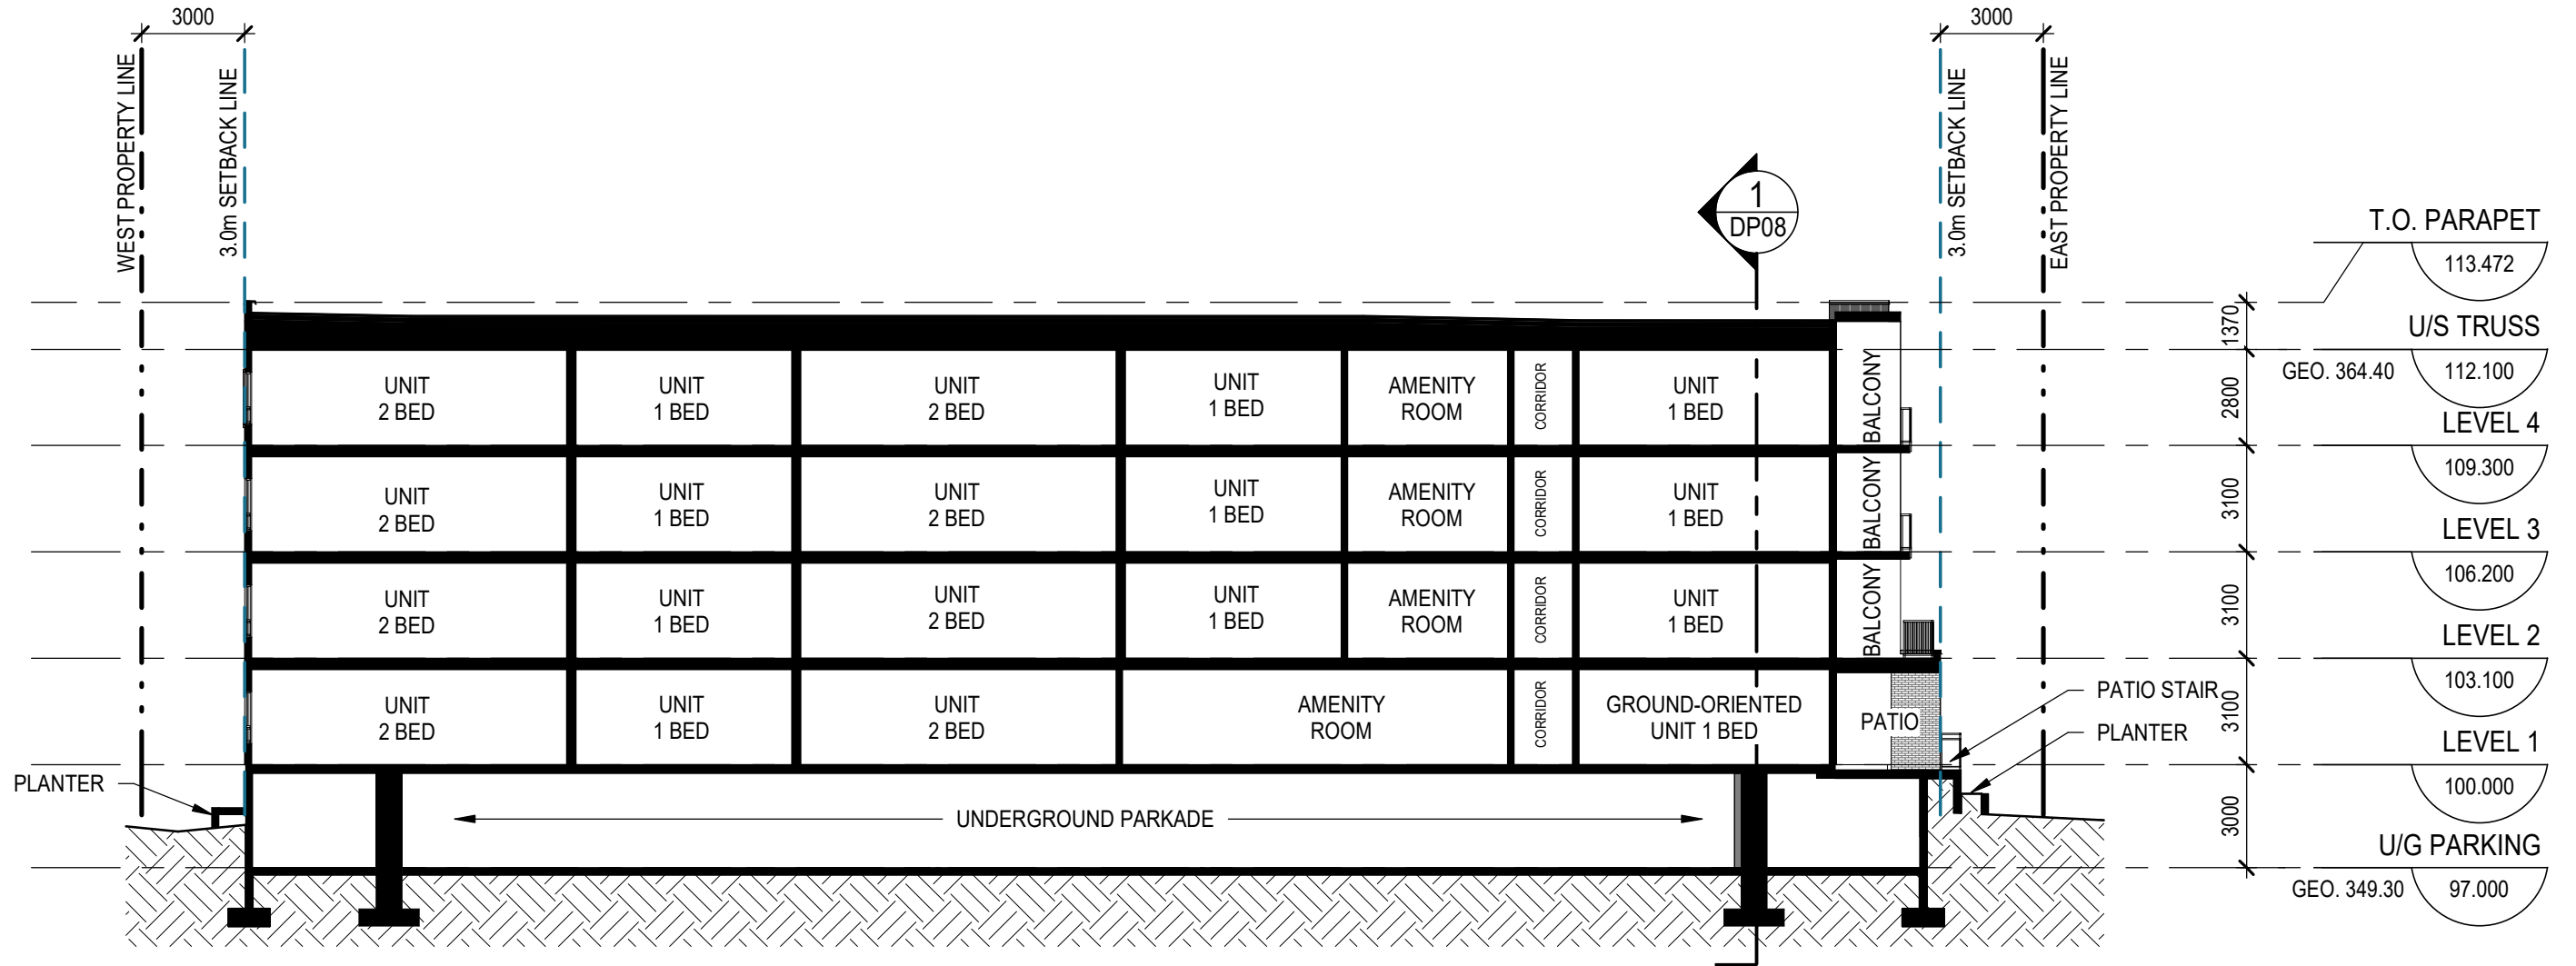 3000
3000
WEST PROPERTY LINE
3.0m SETBACK LINE
3.0m SETBACK LINE
EAST PROPERTY LINE
1
DP08
T.O. PARAPET
113.472
1370
U/S TRUSS
GEO. 364.40
112.100
2800
LEVEL 4
109.300
3100
LEVEL 3
106.200
3100
LEVEL 2
103.100
3100
LEVEL 1
100.000
3000
U/G PARKING
GEO. 349.30
97.000
UNIT
2 BED
UNIT
1 BED
UNIT
2 BED
UNIT
1 BED
AMENITY
ROOM
CORRIDOR
UNIT
1 BED
BALCONY
UNIT
2 BED
UNIT
1 BED
UNIT
2 BED
UNIT
1 BED
AMENITY
ROOM
CORRIDOR
UNIT
1 BED
BALCONY
UNIT
2 BED
UNIT
1 BED
UNIT
2 BED
UNIT
1 BED
AMENITY
ROOM
CORRIDOR
UNIT
1 BED
BALCONY
UNIT
2 BED
UNIT
1 BED
UNIT
2 BED
AMENITY
ROOM
CORRIDOR
GROUND-ORIENTED
UNIT 1 BED
PATIO
PATIO STAIR
PLANTER
PLANTER
UNDERGROUND PARKADE